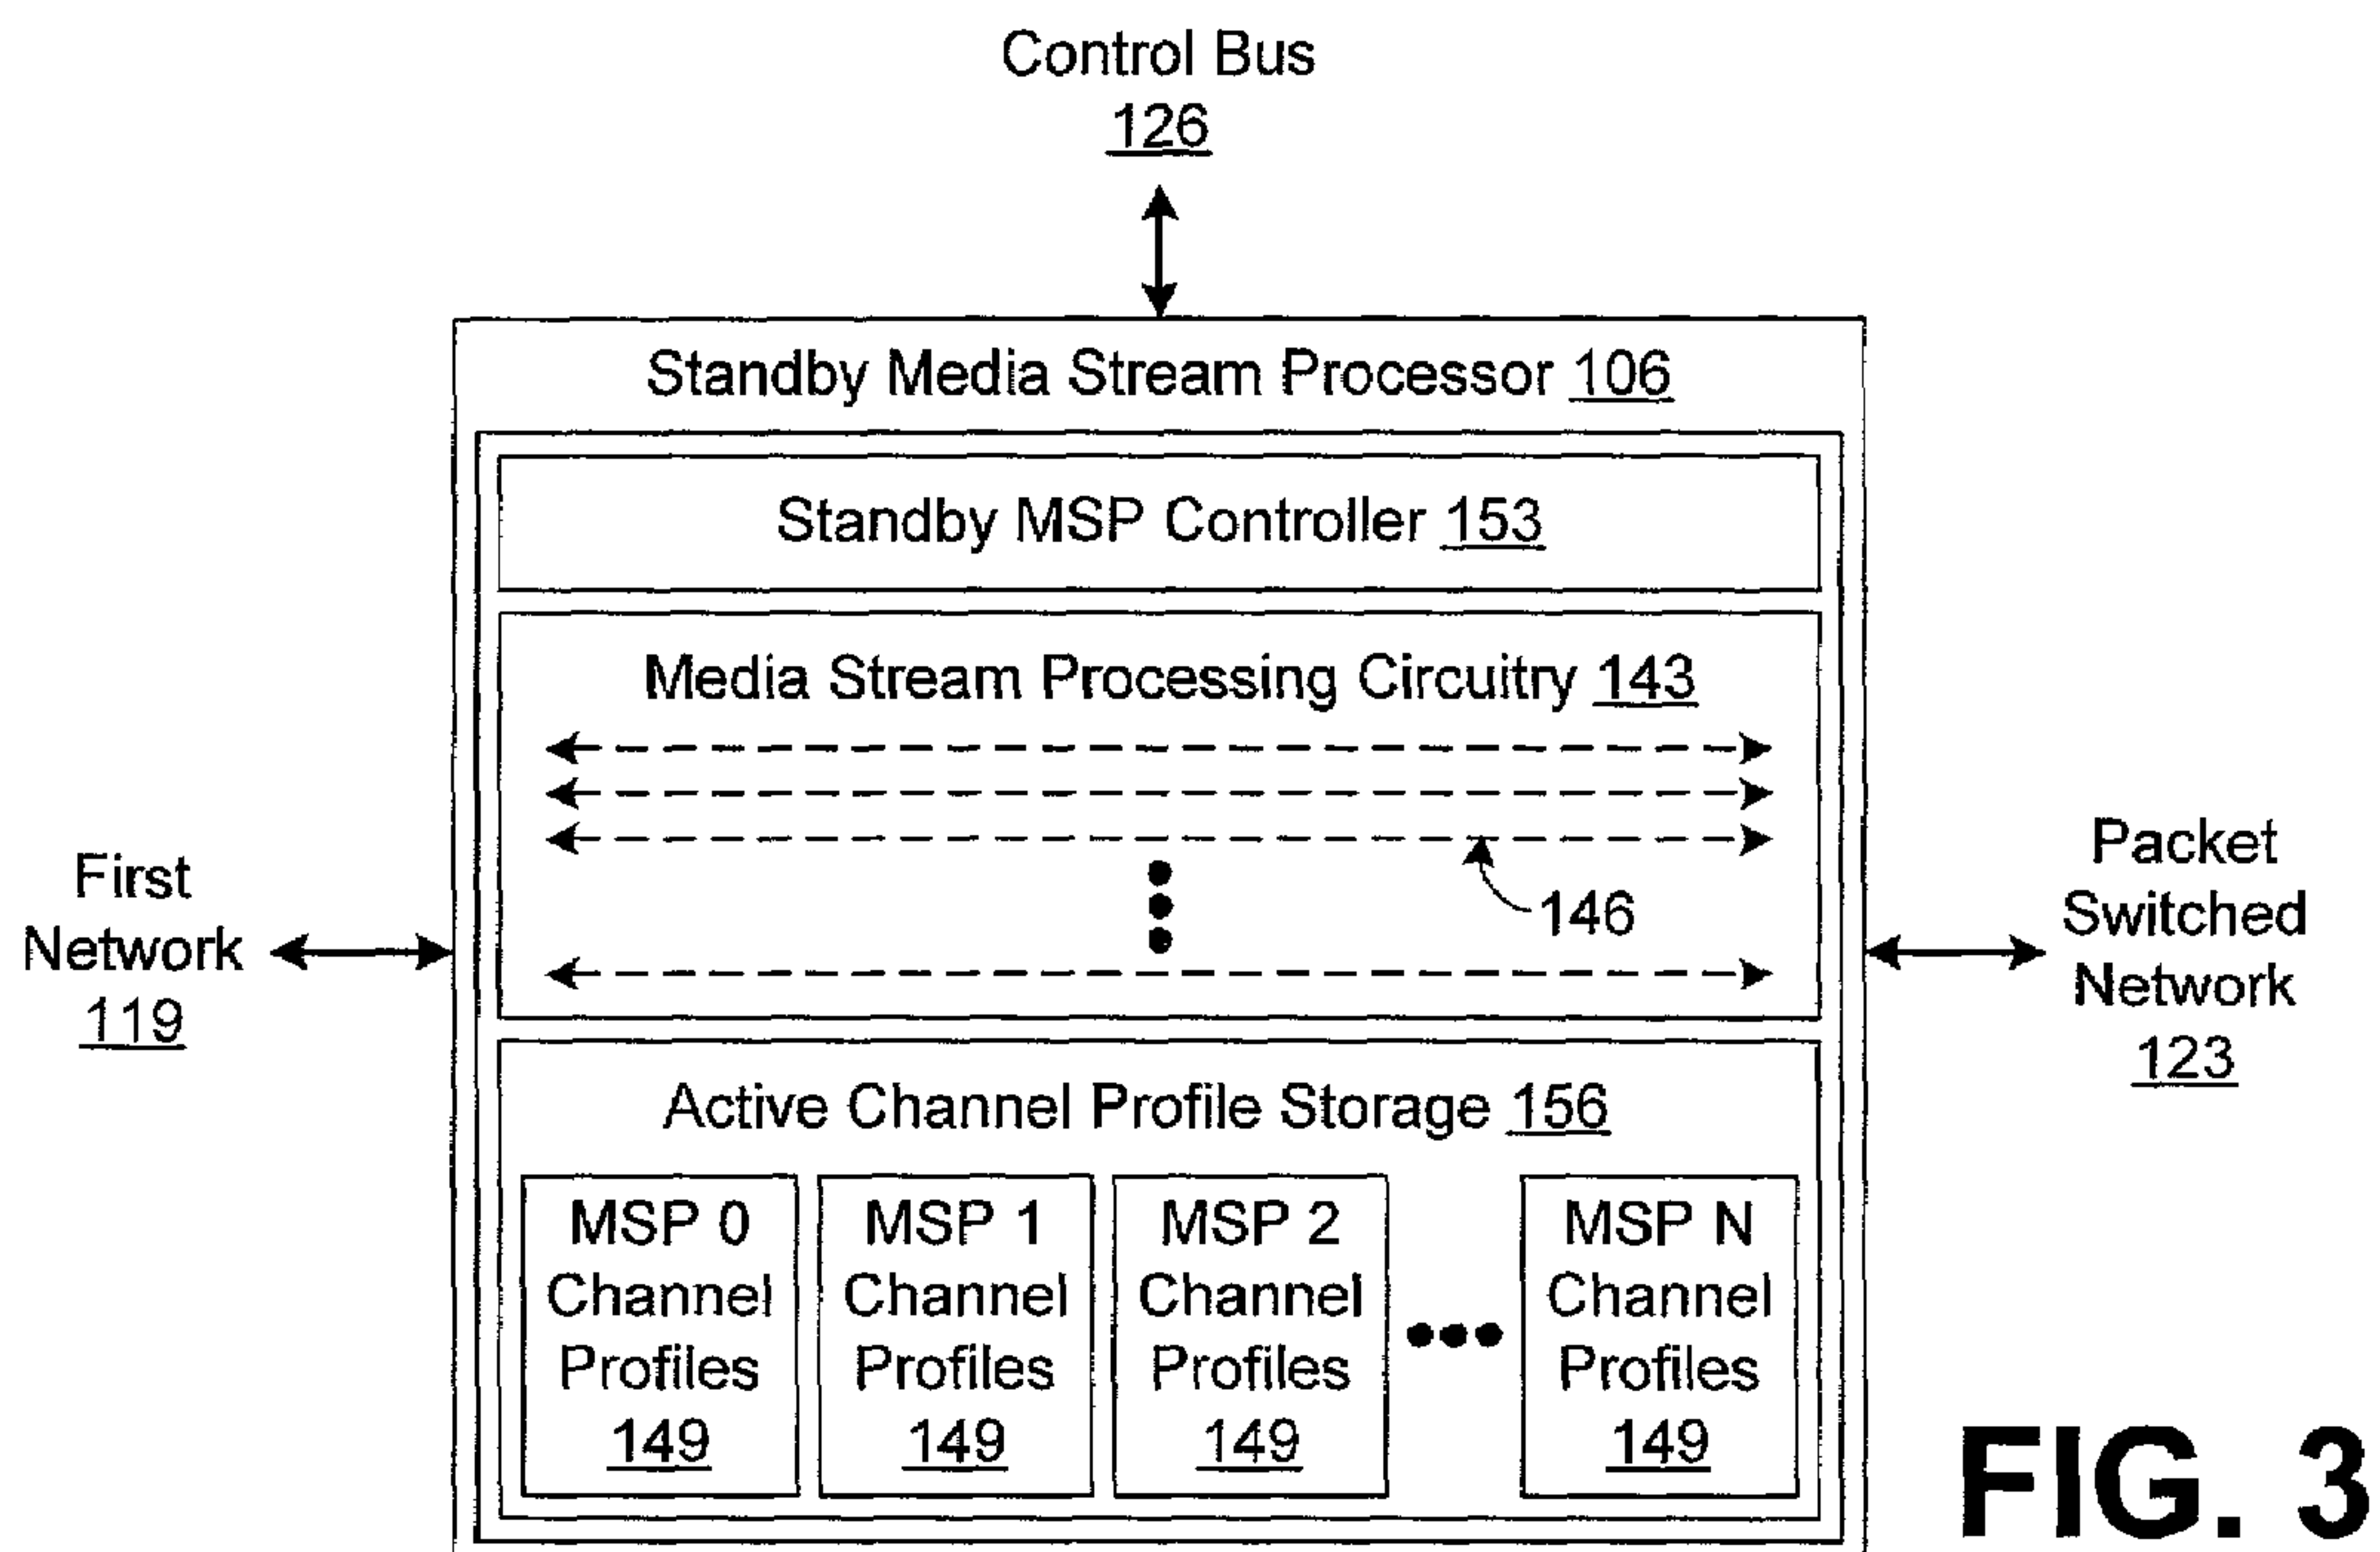 Control Bus
126
Standby Media Stream Processor 106
Standby MSP Controller 153
Media Stream Processing Circuitry 143
146
First
Network
119
Packet
Switched
Network
123
Active Channel Profile Storage 156
MSP 0
Channel
Profiles
149
MSP 1
Channel
Profiles
149
MSP 2
Channel
Profiles
149
MSP N
Channel
Profiles
149
FIG. 3